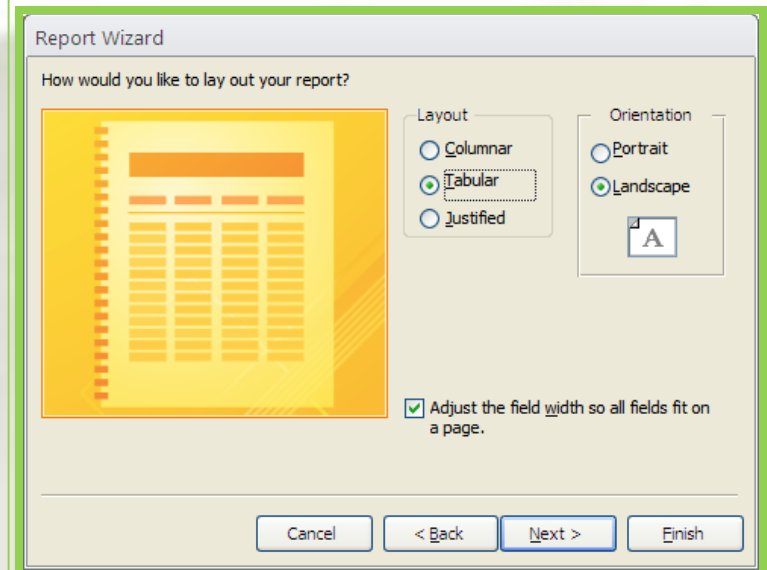 Report Wizard
How would you like to lay out your report?
Layout
Columnar
Tabular
Justified
Orientation
Portrait
Landscape
A
Adjust the field width so all fields fit on
a page.
Cancel
< Back
Next >
Finish